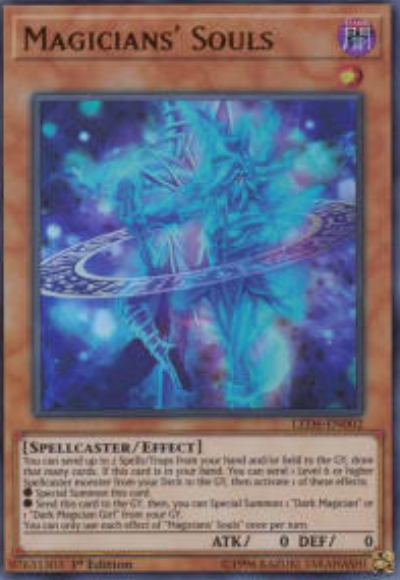 MAGICIANS' SOULS
LED6-EN002
[SPELLCASTER/EFFECT]
You can send up to 2 Spells/Traps from your hand and/or field to the GY; draw
that many cards. If this card is in your hand: You can send 1 Level 6 or higher
Spellcaster monster from your Deck to the GY, then activate 1 of these effects;
● Special Summon this card.
● Send this card to the GY, then, you can Special Summon 1 "Dark Magician" or
1 "Dark Magician Girl" from your GY.
You can only use each effect of "Magicians' Souls" once per turn.
ATK/ 0 DEF/ 0
1st Edition ©1996 KAZUKI TAKAHASHI